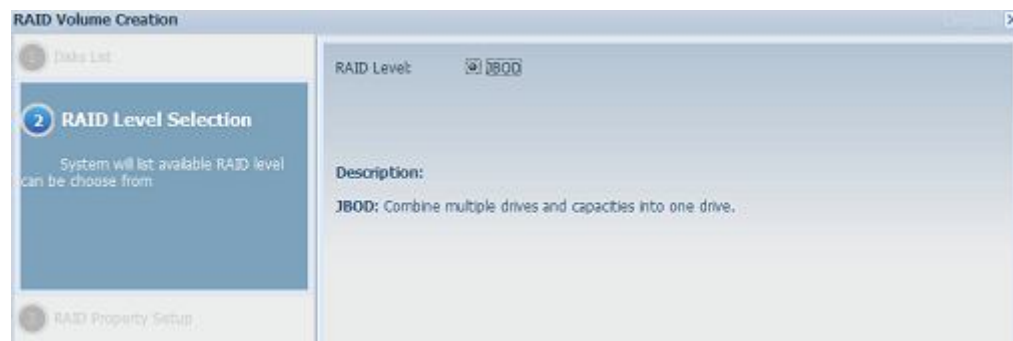 RAID Volume Creation
Disks List
RAID Level: JBOD
2 RAID Level Selection
System will list available RAID level
can be choose from
Description:
JBOD: Combine multiple drives and capacities into one drive.
RAID Property Setup